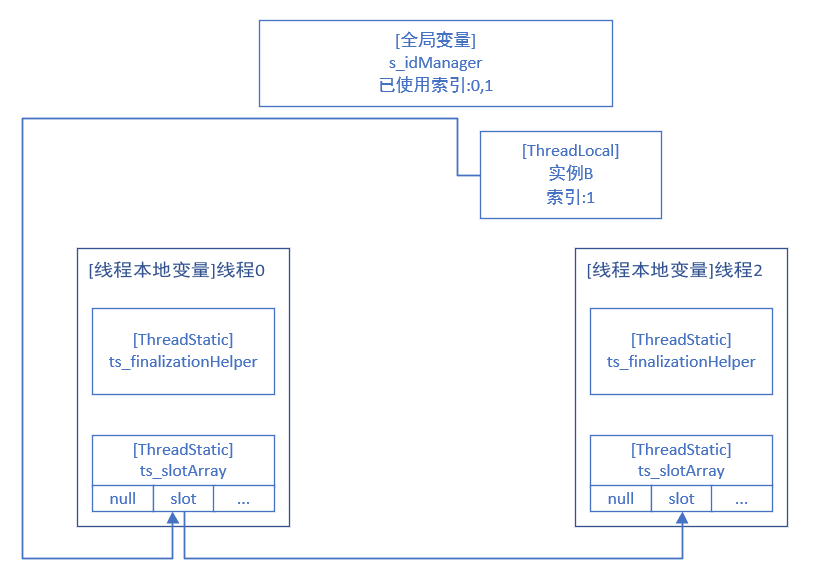 [全局变量]
s_idManager
已使用索引:0,1
[ThreadLocal]
实例B
索引:1
[线程本地变量]线程0
[ThreadStatic]
ts_finalizationHelper
[ThreadStatic]
ts_slotArray
null slot ...
[线程本地变量]线程2
[ThreadStatic]
ts_finalizationHelper
[ThreadStatic]
ts_slotArray
null slot ...